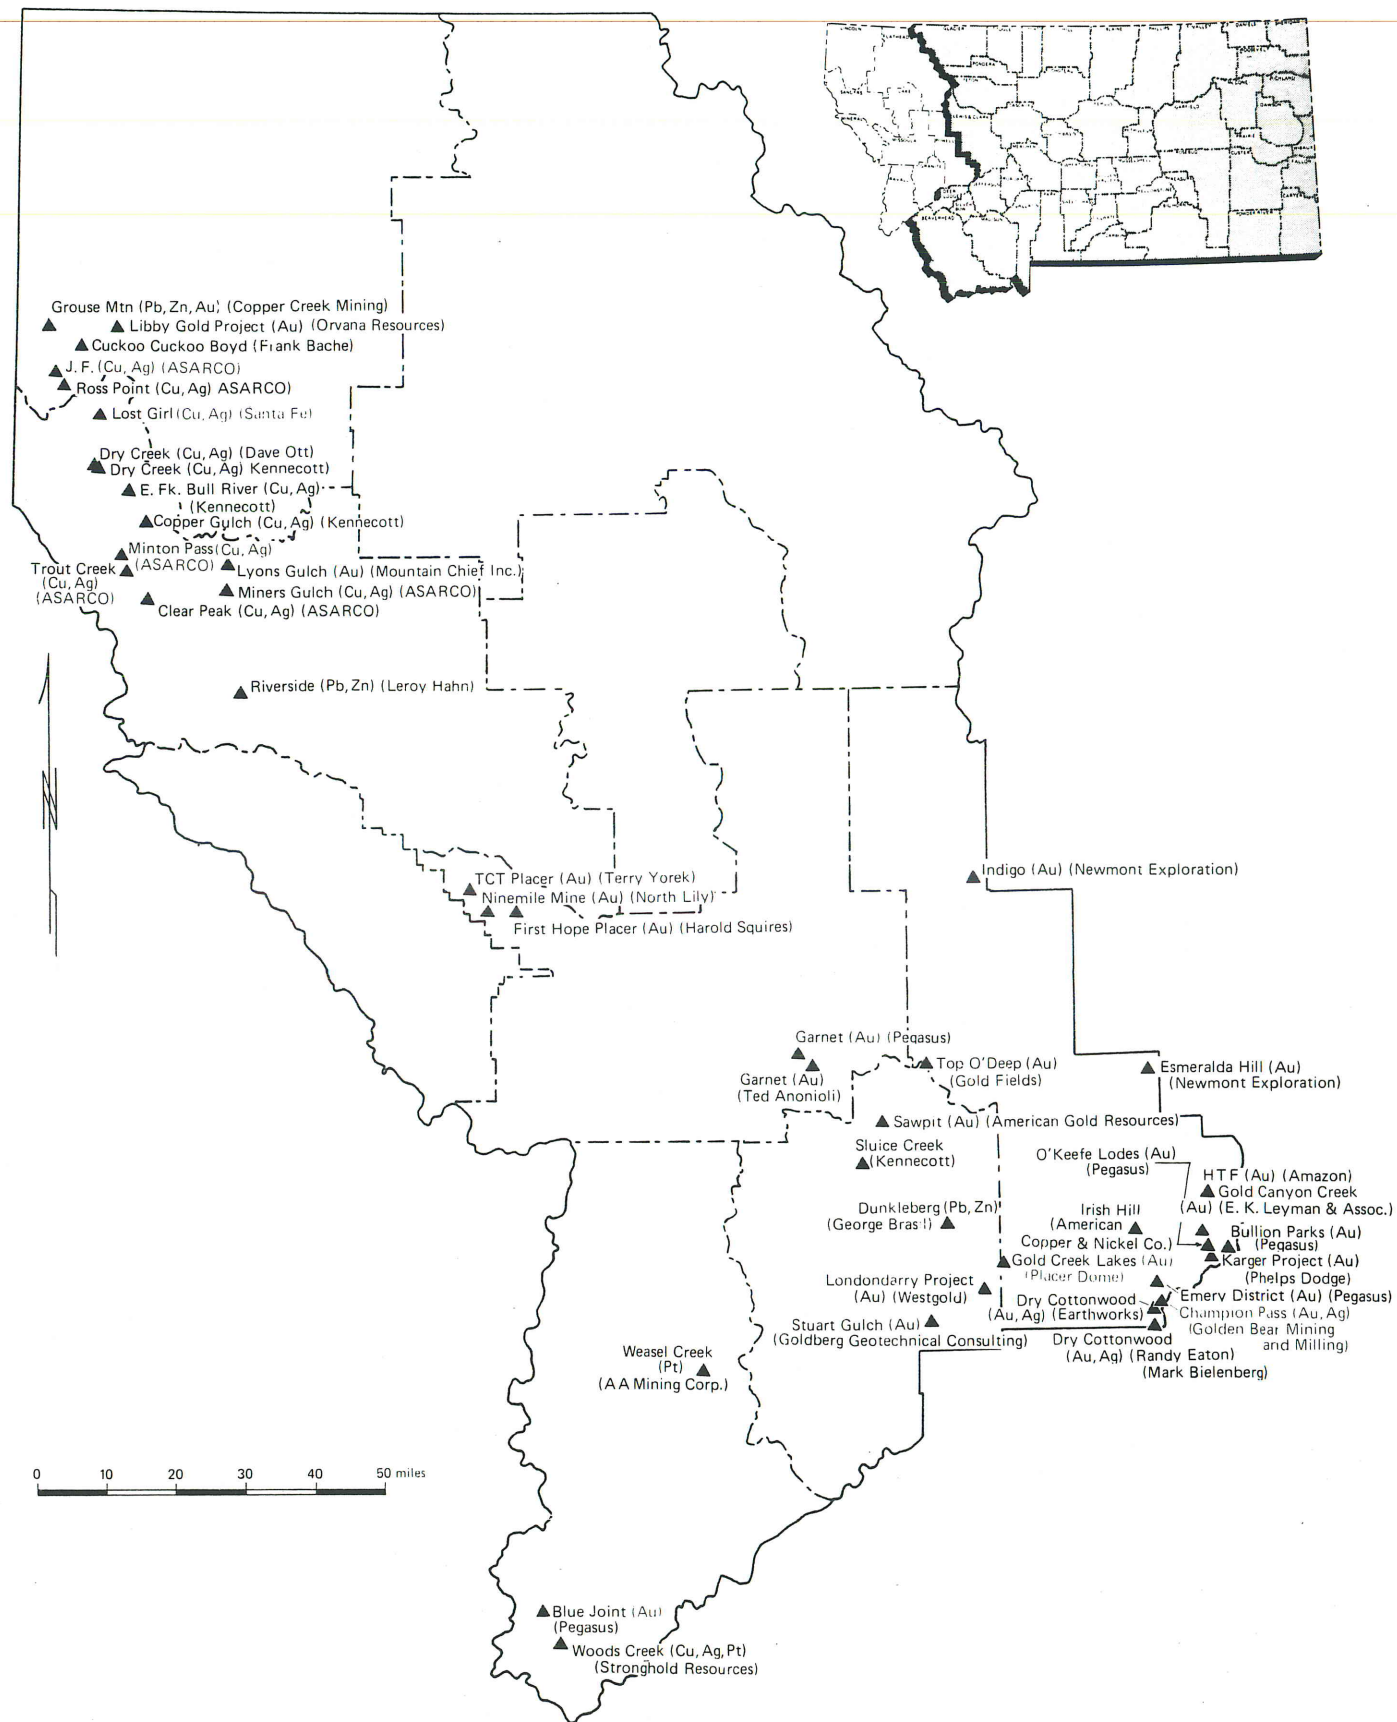 Grouse Mtn (Pb, Zn, Au) (Copper Creek Mining)
Libby Gold Project (Au) (Orvana Resources)
Cuckoo Cuckoo Boyd (Frank Bache)
J. F. (Cu, Ag) (ASARCO)
Ross Point (Cu, Ag) ASARCO)
Lost Girl (Cu, Ag) (Santa Fe)
Dry Creek (Cu, Ag) (Dave Ott)
Dry Creek (Cu, Ag) Kennecott)
E. Fk. Bull River (Cu, Ag)
(Kennecott)
Copper Gulch (Cu, Ag) (Kennecott)
Minton Pass (Cu, Ag)
(ASARCO)
Trout Creek
(Cu, Ag)
(ASARCO)
Lyons Gulch (Au) (Mountain Chief Inc.)
Miners Gulch (Cu, Ag) (ASARCO)
Clear Peak (Cu, Ag) (ASARCO)
Riverside (Pb, Zn) (Leroy Hahn)
N
TCT Placer (Au) (Terry Yorek)
Ninemile Mine (Au) (North Lily)
First Hope Placer (Au) (Harold Squires)
Indigo (Au) (Newmont Exploration)
Garnet (Au) (Pegasus)
Garnet (Au)
(Ted Anonioli)
Top O'Deep (Au)
(Gold Fields)
Esmeralda Hill (Au)
(Newmont Exploration)
Sawpit (Au) (American Gold Resources)
Sluice Creek
(Kennecott)
O'Keefe Lodes (Au)
(Pegasus)
HTF (Au) (Amazon)
Gold Canyon Creek
(Au) (E. K. Leyman & Assoc.)
Dunkleberg (Pb, Zn)
(George Brasil)
Irish Hill
(American
Copper & Nickel Co.)
Bullion Parks (Au)
(Pegasus)
Karger Project (Au)
(Phelps Dodge)
Gold Creek Lakes (Au)
(Placer Dome)
Londondarry Project
(Au) (Westgold)
Emery District (Au) (Pegasus)
Dry Cottonwood
(Au, Ag) (Earthworks)
Champion Pass (Au, Ag)
(Golden Bear Mining
and Milling)
Stuart Gulch (Au)
(Goldberg Geotechnical Consulting)
Dry Cottonwood
(Au, Ag) (Randy Eaton)
(Mark Bielenberg)
Weasel Creek
(Pt)
(AA Mining Corp.)
0 10 20 30 40 50 miles
Blue Joint (Au)
(Pegasus)
Woods Creek (Cu, Ag, Pt)
(Stronghold Resources)